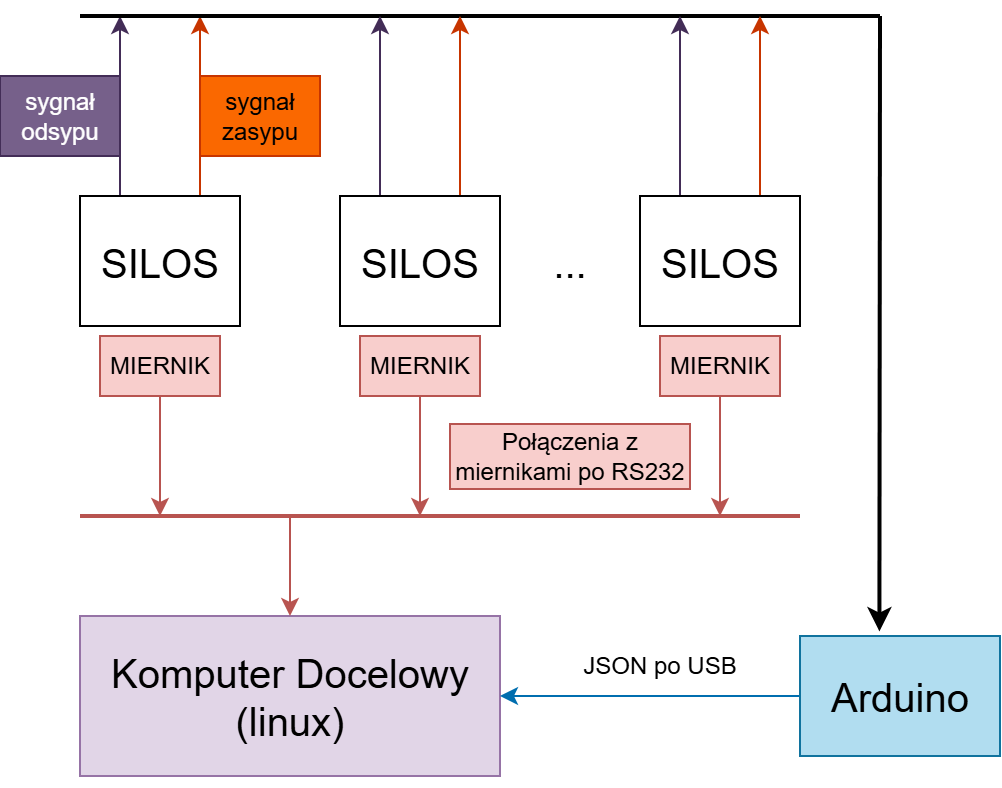 sygnał
odsypu
sygnał
zasypu
SILOS
SILOS
...
SILOS
MIERNIK
MIERNIK
MIERNIK
Połączenia z
miernikami po RS232
Komputer Docelowy
(linux)
JSON po USB
Arduino